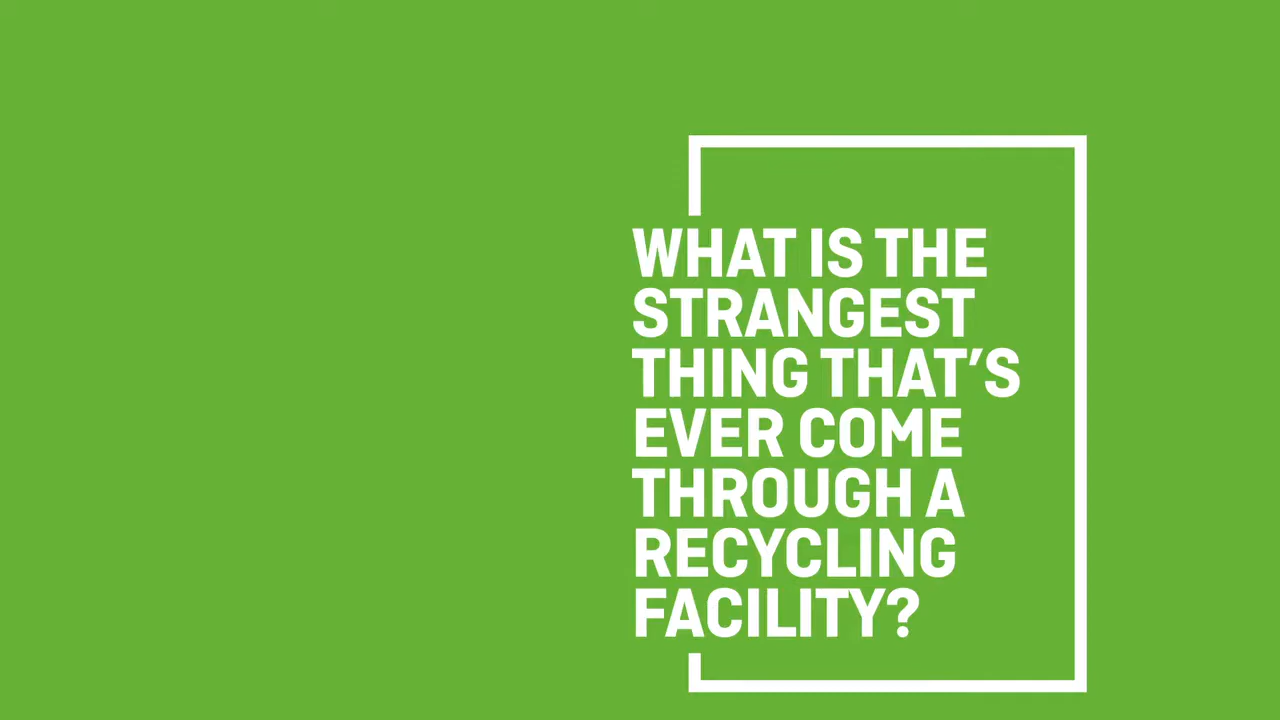 WHAT IS THE
STRANGEST
THING THAT’S
EVER COME
THROUGH A
RECYCLING
FACILITY?